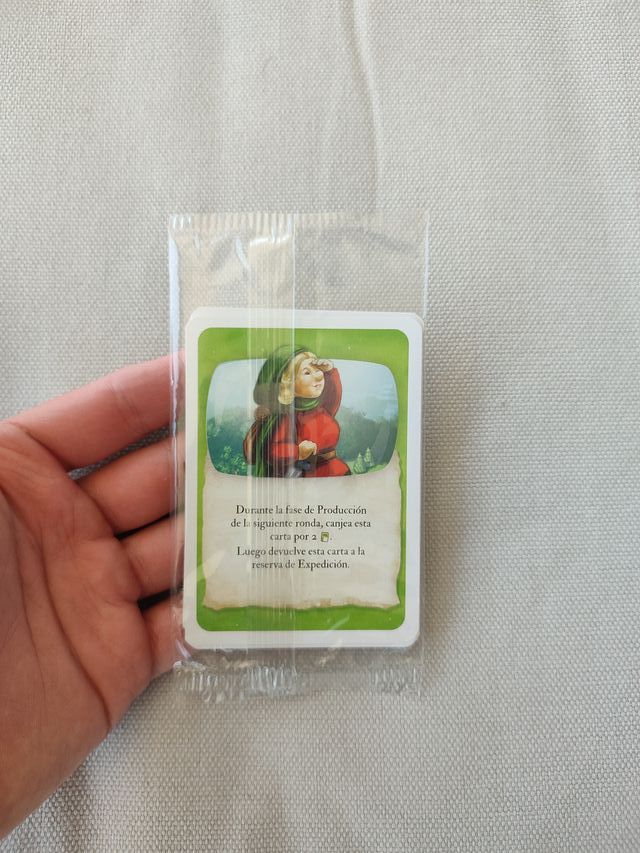 Durante la fase de Producción
de la siguiente ronda, canjea esta
carta por 2 .
Luego devuelve esta carta a la
reserva de Expedición.